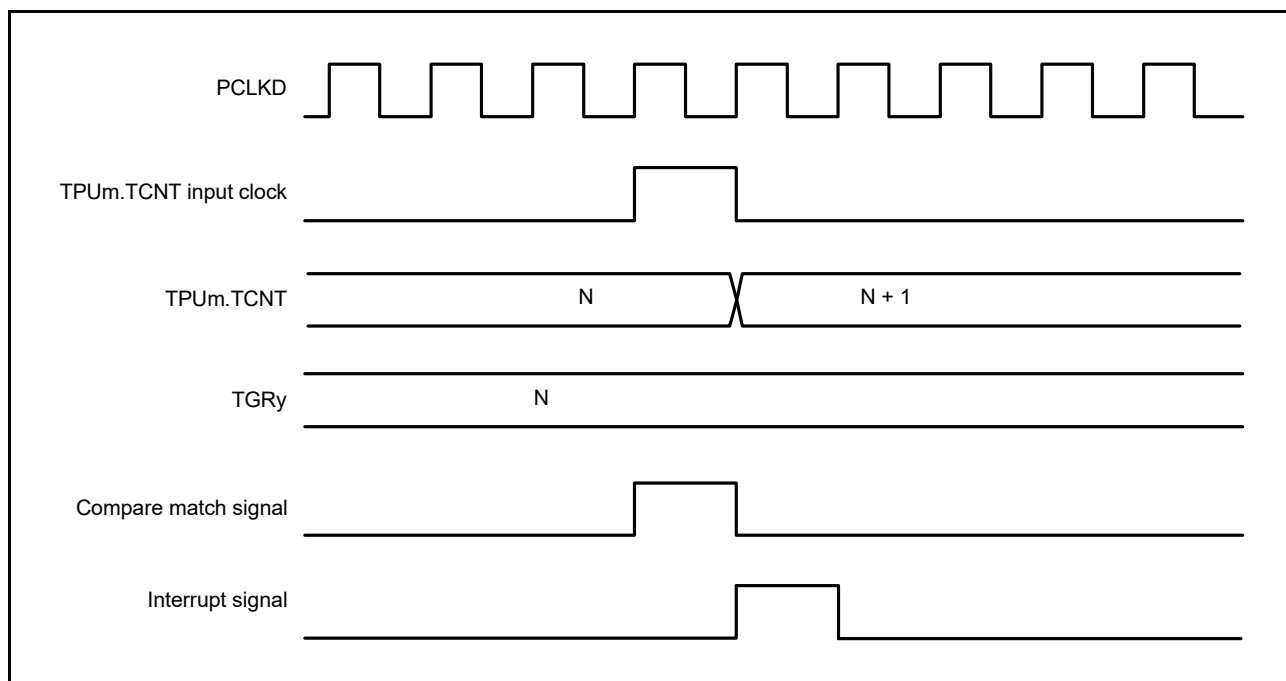 PCLKD
TPUm.TCNT input clock
TPUm.TCNT
N
N + 1
TGRy
N
Compare match signal
Interrupt signal